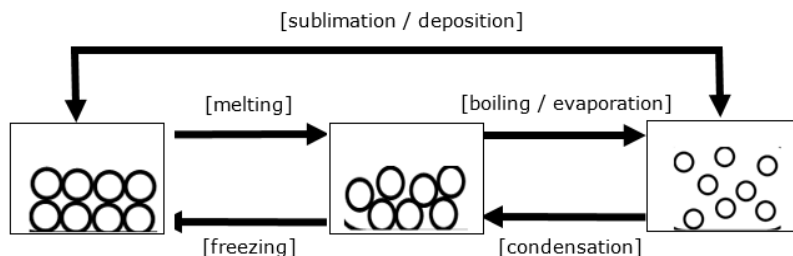 [sublimation / deposition]
[melting]
[boiling / evaporation]
[freezing]
[condensation]